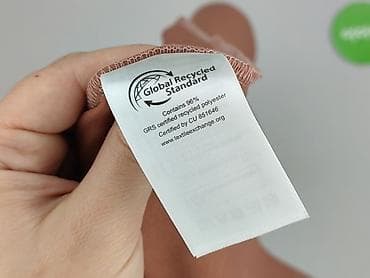 Global Recycled
Standard
Contains 96%
GRS certified recycled polyester
Certified by CU 851646
www.textileexchange.org